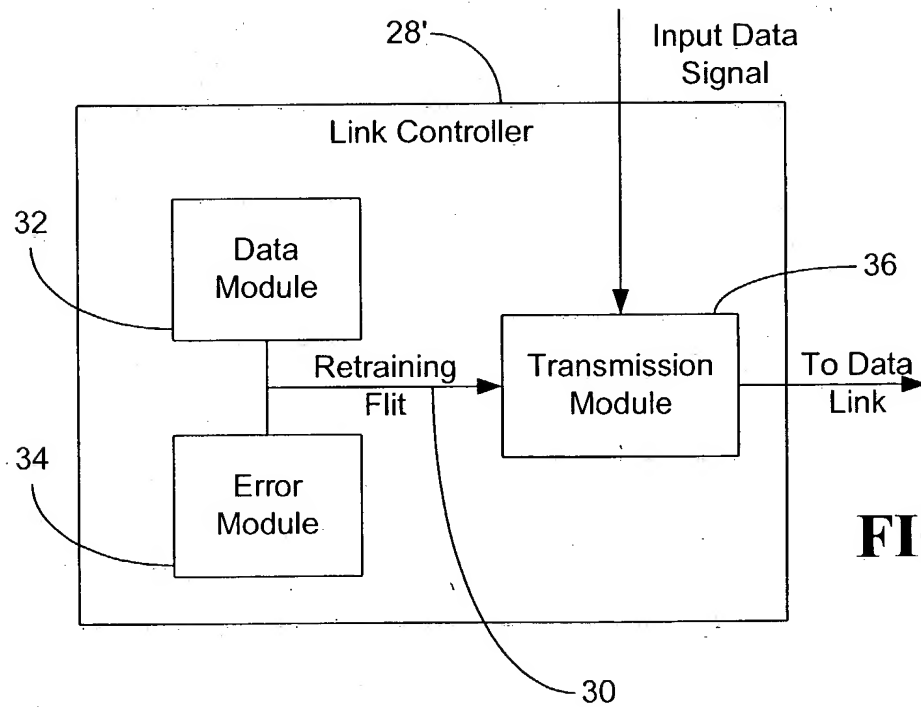 28'
Input Data
Signal
Link Controller
32
Data
Module
36
Retraining
Flit
Transmission
Module
To Data
Link
34
Error
Module
FI
30